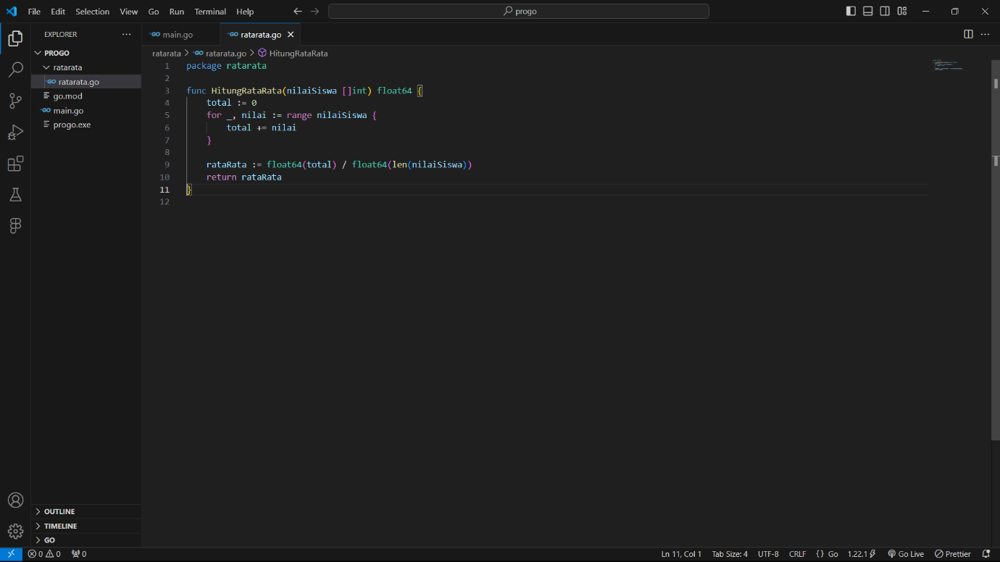 File Edit Selection View Go Run Terminal Help
progo
EXPLORER
PROGO
ratarata
ratarata.go
go.mod
main.go
progo.exe
OUTLINE
TIMELINE
GO
main.go
ratarata.go
ratarata > ratarata.go > HitungRataRata
1 package ratarata
2
3 func HitungRataRata(nilaiSiswa []int) float64 {
4 total := 0
5 for _, nilai := range nilaiSiswa {
6 total += nilai
7 }
8
9 rataRata := float64(total) / float64(len(nilaiSiswa))
10 return rataRata
11 }
12
0 0 0
Ln 11, Col 1 Tab Size: 4 UTF-8 CRLF {} Go 1.22.1 Go Live Prettier